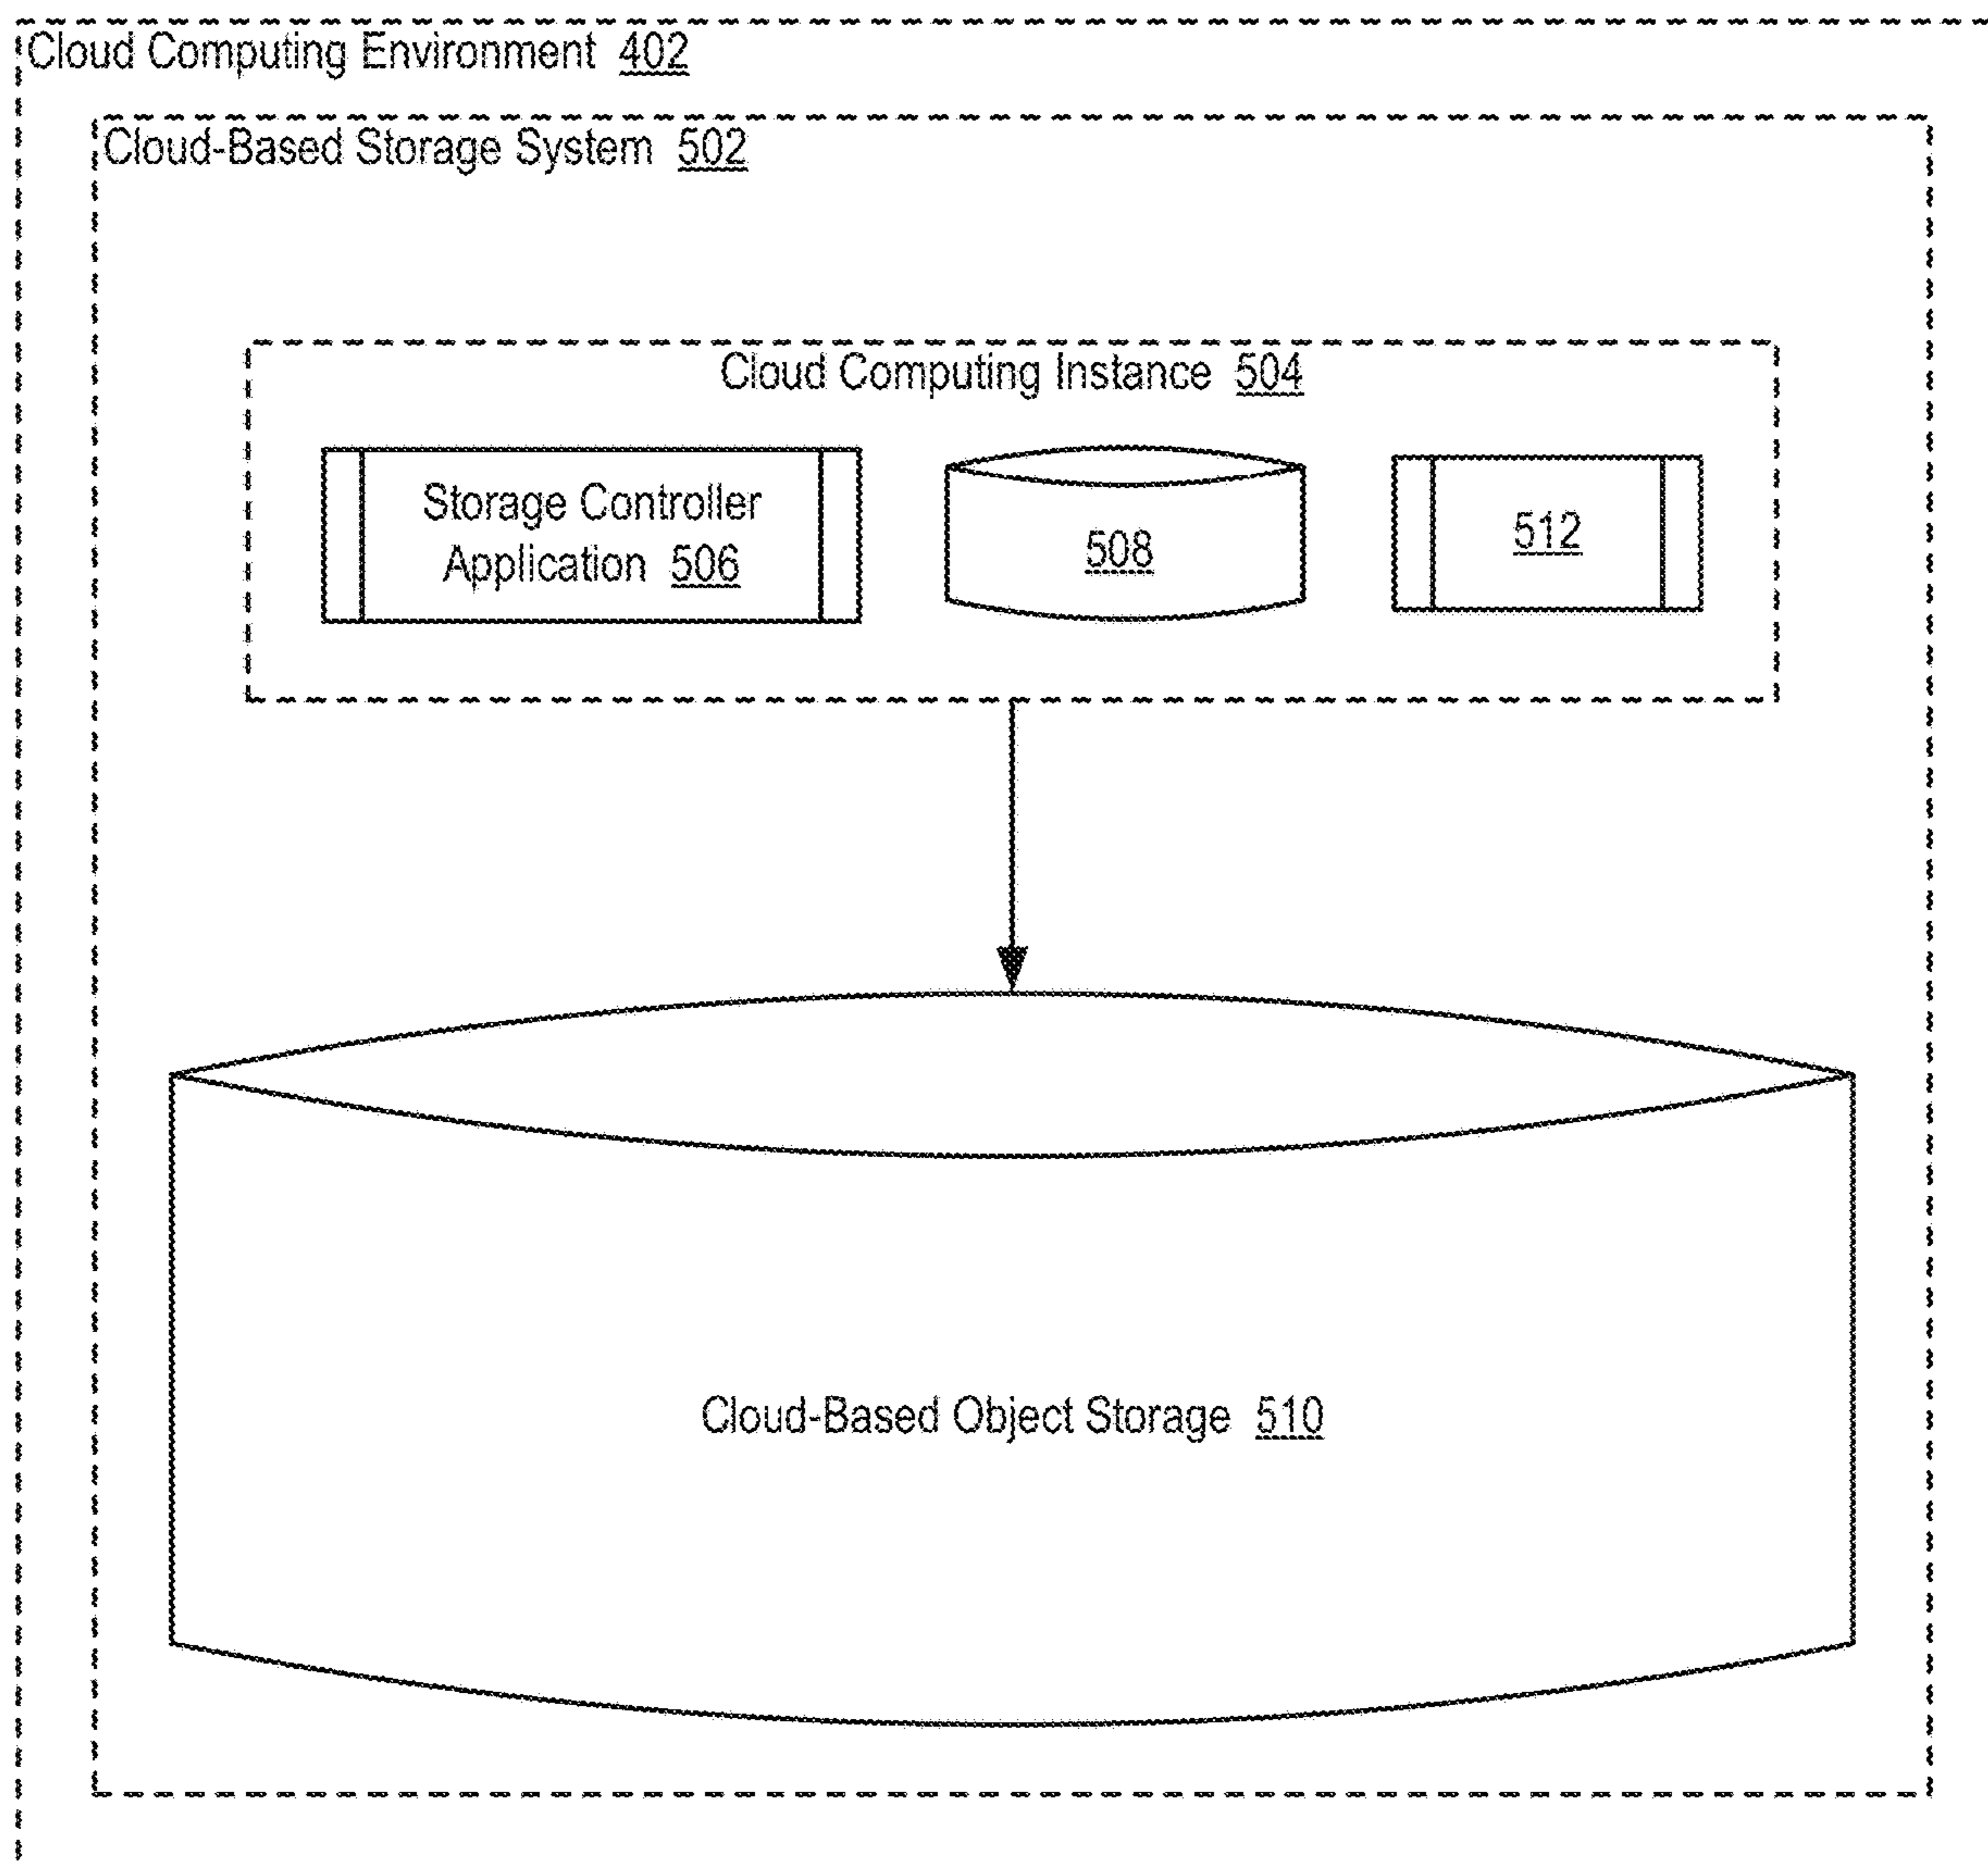 Cloud Computing Environment 402
Cloud-Based Storage System 502
Cloud Computing Instance 504
Storage Controller
Application 506
508
512
Cloud-Based Object Storage 510